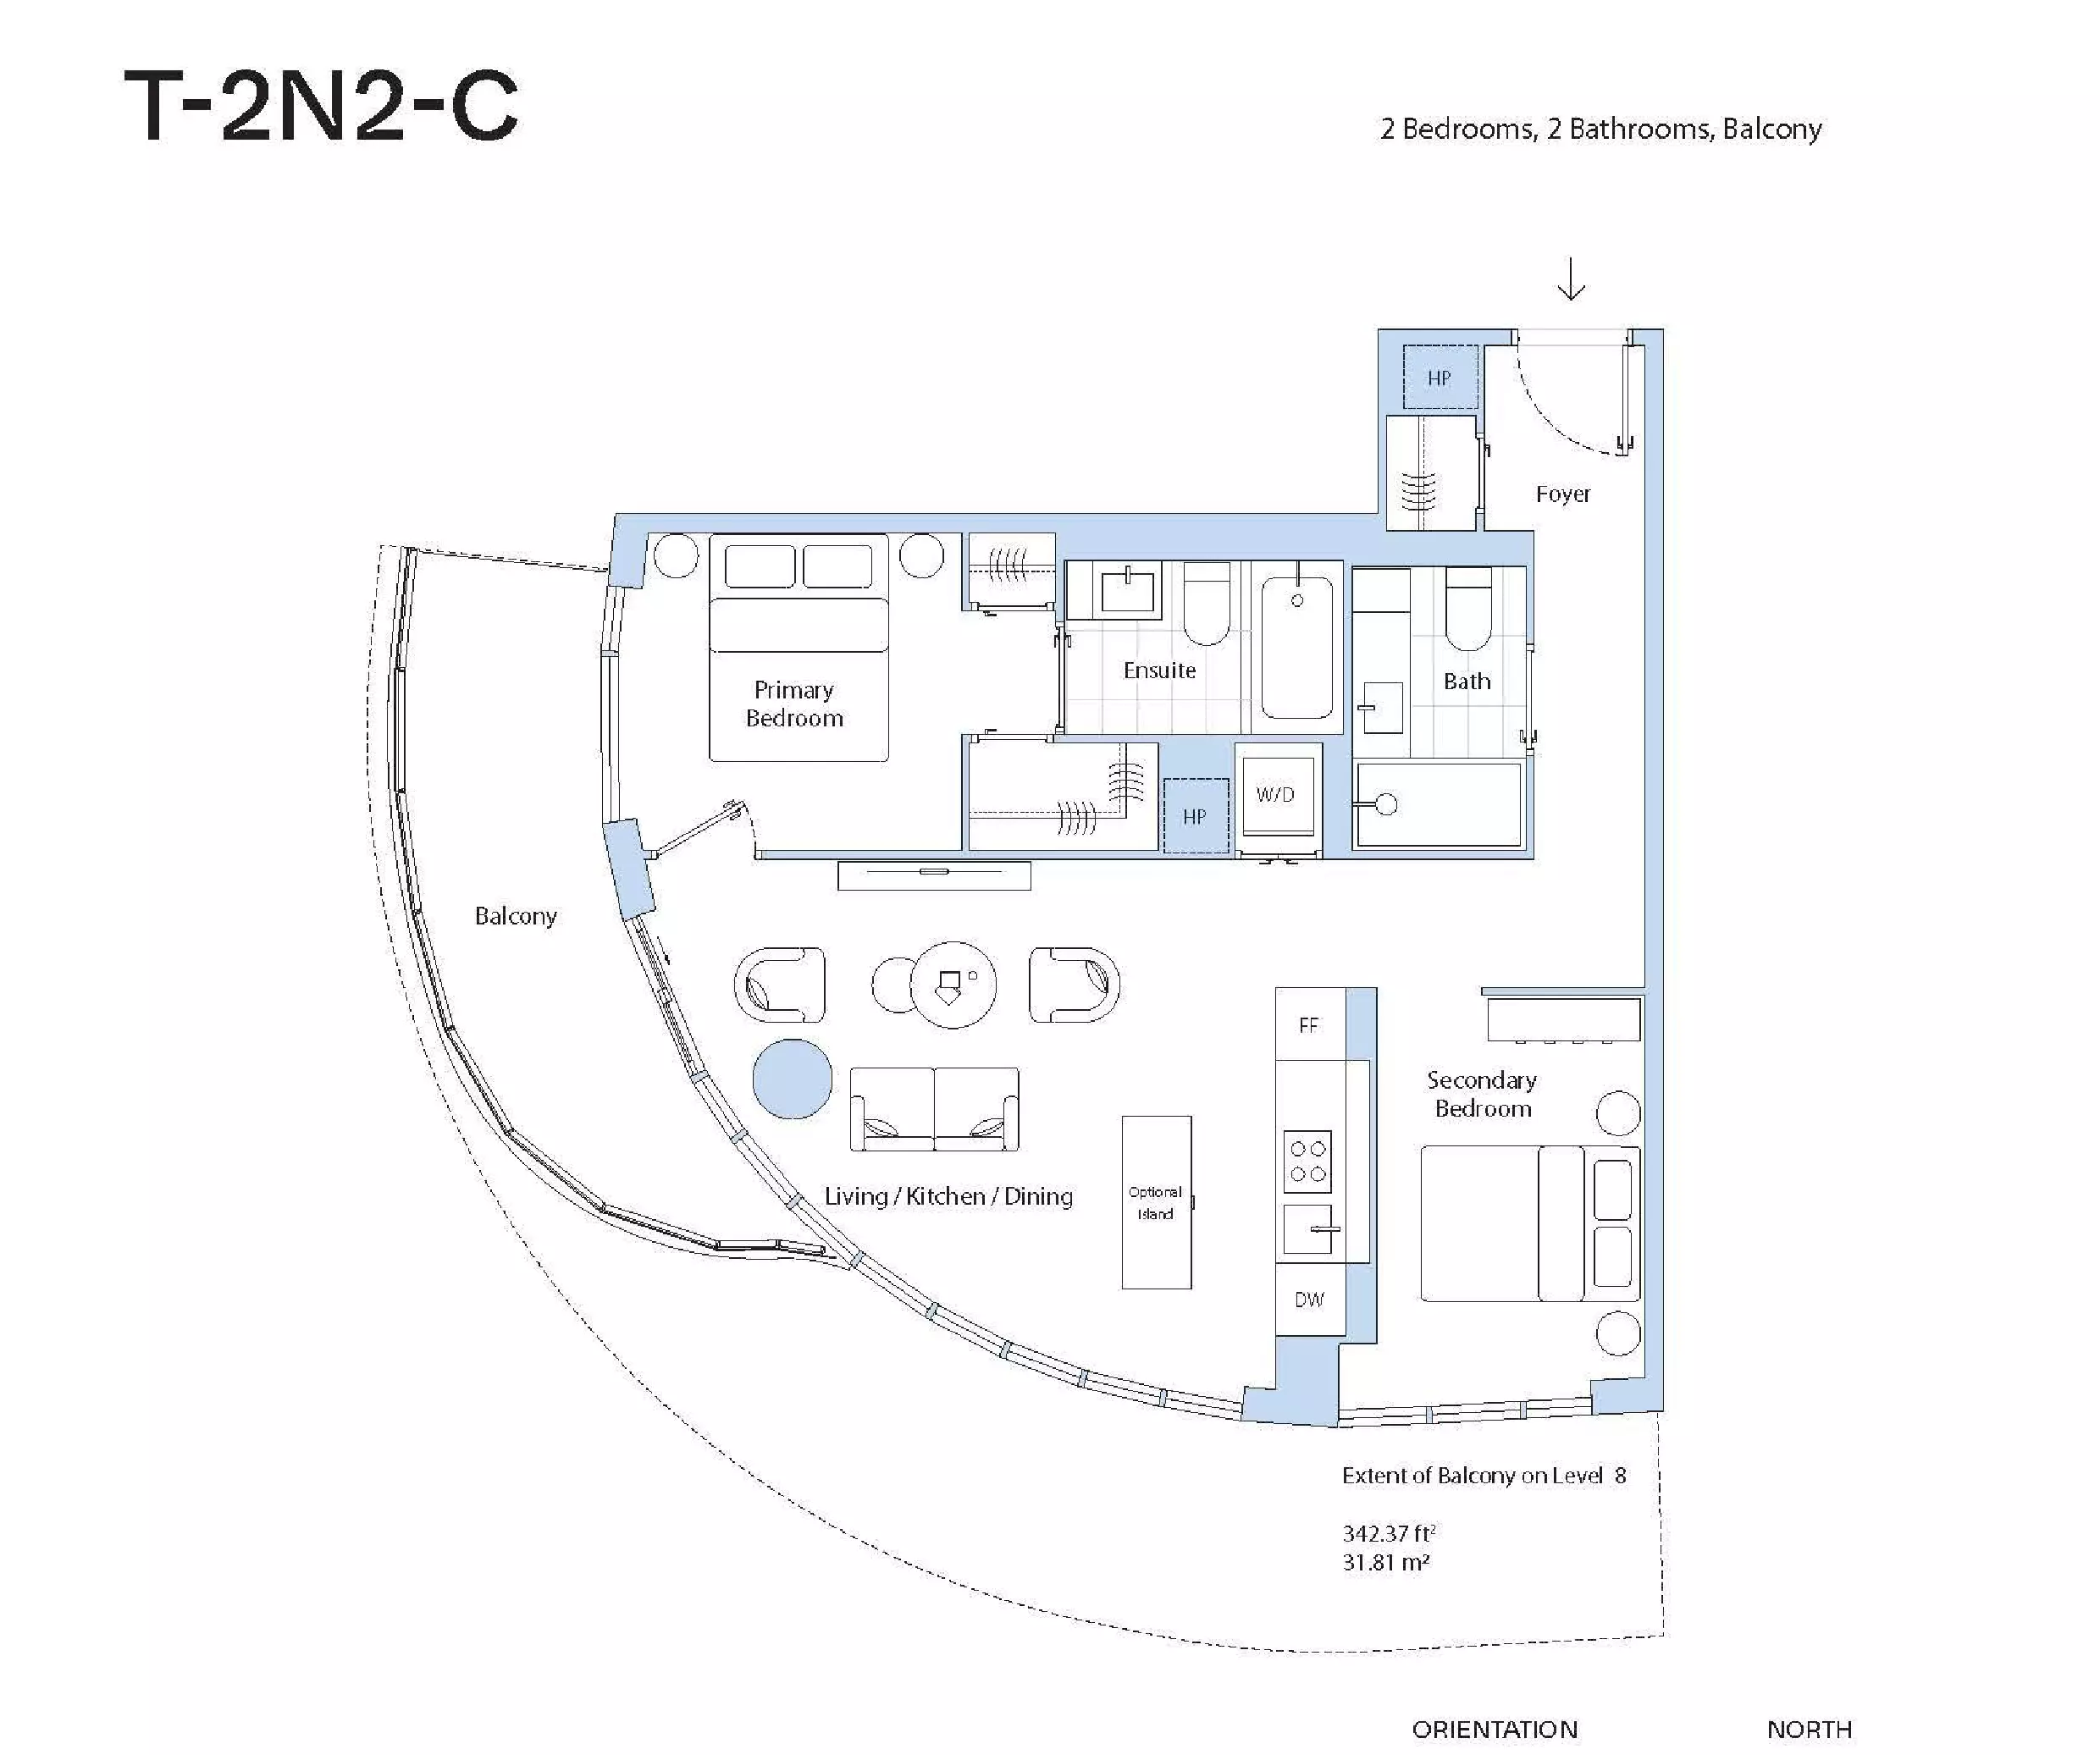 T-2N2-C
2 Bedrooms, 2 Bathrooms, Balcony
HP
Foyer
Ensuite
Bath
Primary
Bedroom
W/D
HP
Balcony
FF
Secondary
Bedroom
Living / Kitchen / Dining
Optional
Island
DW
Extent of Balcony on Level 8
342.37 ft²
31.81 m²
ORIENTATION
NORTH